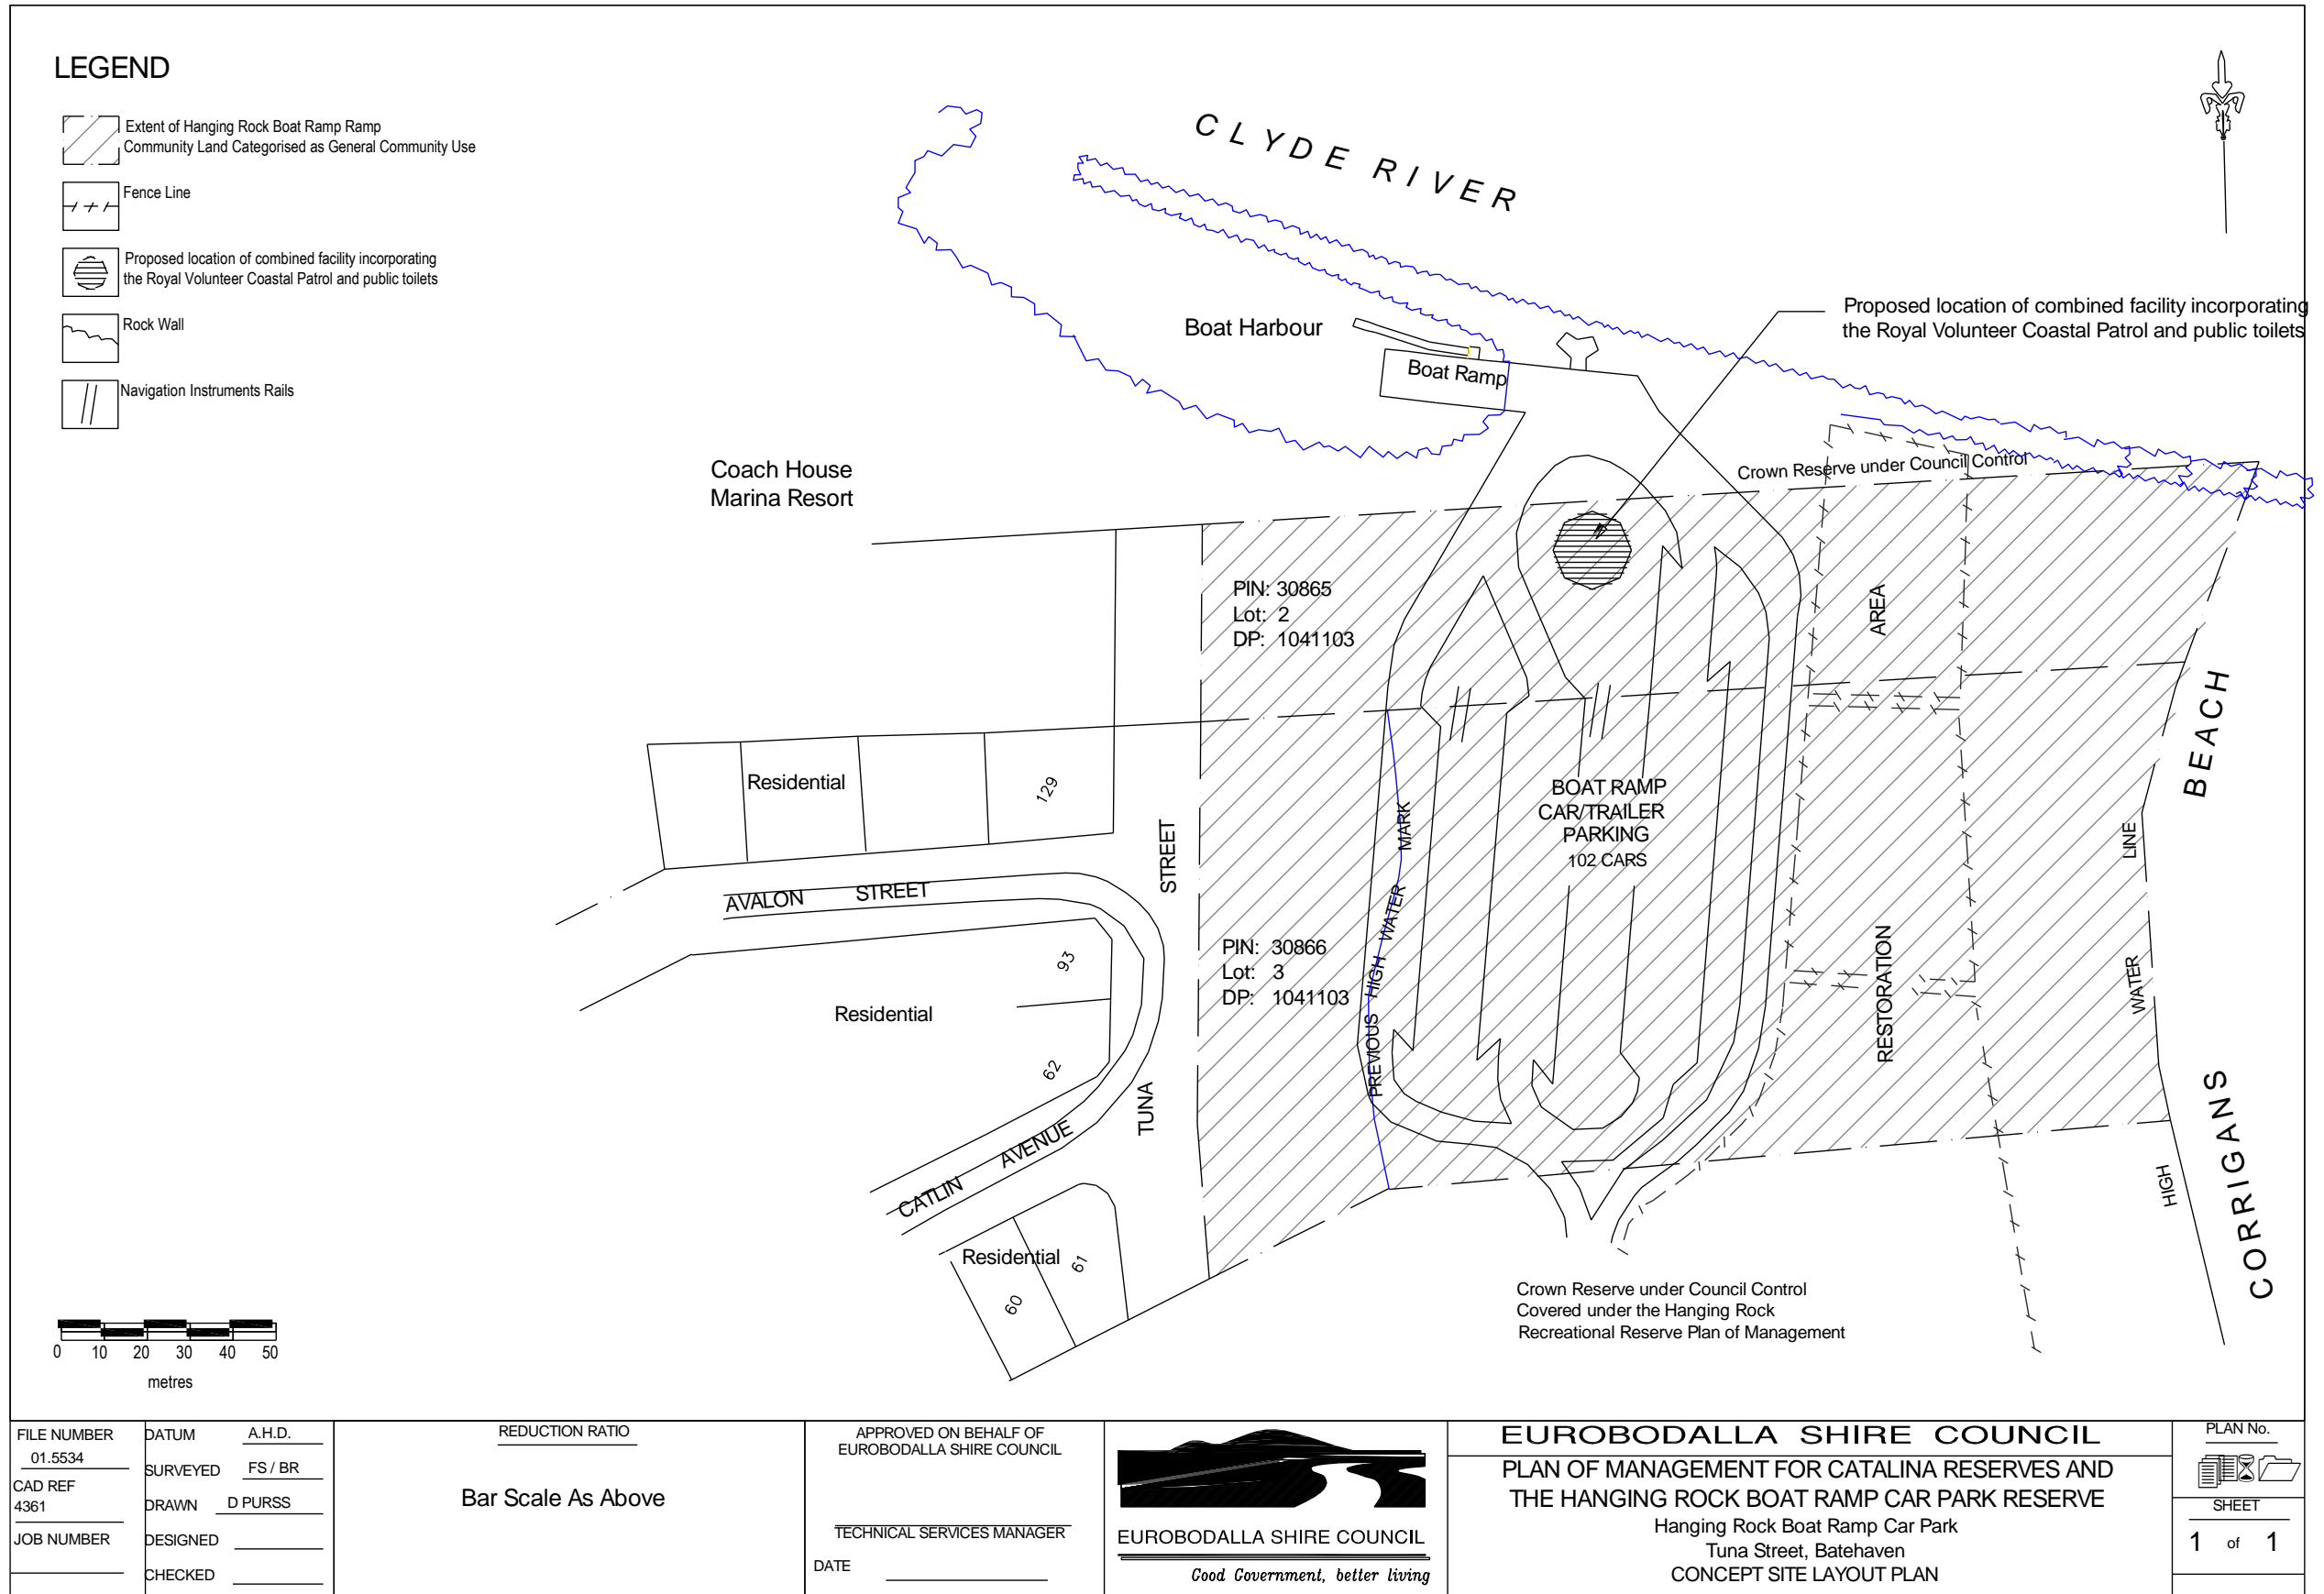 LEGEND
Extent of Hanging Rock Boat Ramp Ramp
Community Land Categorised as General Community Use
Fence Line
Proposed location of combined facility incorporating
the Royal Volunteer Coastal Patrol and public toilets
Rock Wall
Navigation Instruments Rails
CLYDE RIVER
Proposed location of combined facility incorporating
the Royal Volunteer Coastal Patrol and public toilets
Boat Harbour
Boat Ramp
Crown Reserve under Council Control
Coach House
Marina Resort
PIN: 30865
Lot: 2
DP: 1041103
AREA
BEACH
Residential
129
BOAT RAMP
CAR/TRAILER
PARKING
102 CARS
AVALON STREET
TUNA STREET
PREVIOUS HIGH WATER MARK
HIGH WATER LINE
PIN: 30866
Lot: 3
DP: 1041103
RESTORATION
93
Residential
62
CATLIN AVENUE
CORRIGANS
Residential
61
60
Crown Reserve under Council Control
Covered under the Hanging Rock
Recreational Reserve Plan of Management
0 10 20 30 40 50
metres
FILE NUMBER
01.5534
CAD REF
4361
JOB NUMBER
DATUM A.H.D.
SURVEYED FS / BR
DRAWN D PURSS
DESIGNED
CHECKED
REDUCTION RATIO
Bar Scale As Above
APPROVED ON BEHALF OF
EUROBODALLA SHIRE COUNCIL
TECHNICAL SERVICES MANAGER
DATE
EUROBODALLA SHIRE COUNCIL
Good Government, better living
EUROBODALLA SHIRE COUNCIL
PLAN OF MANAGEMENT FOR CATALINA RESERVES AND
THE HANGING ROCK BOAT RAMP CAR PARK RESERVE
Hanging Rock Boat Ramp Car Park
Tuna Street, Batehaven
CONCEPT SITE LAYOUT PLAN
PLAN No.
SHEET
1 of 1